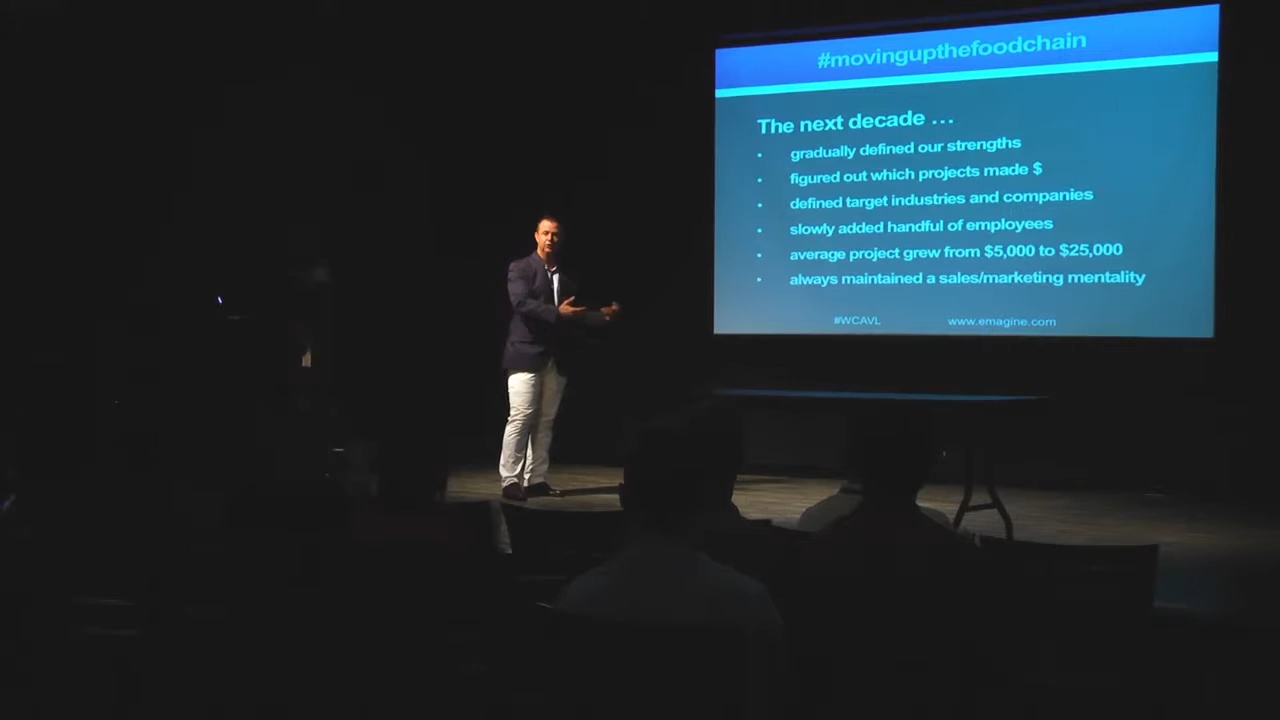 #movingupthefoodchain
The next decade ...
• gradually defined our strengths
• figured out which projects made $
• defined target industries and companies
• slowly added handful of employees
• average project grew from $5,000 to $25,000
• always maintained a sales/marketing mentality
#WCAVL www.emagine.com